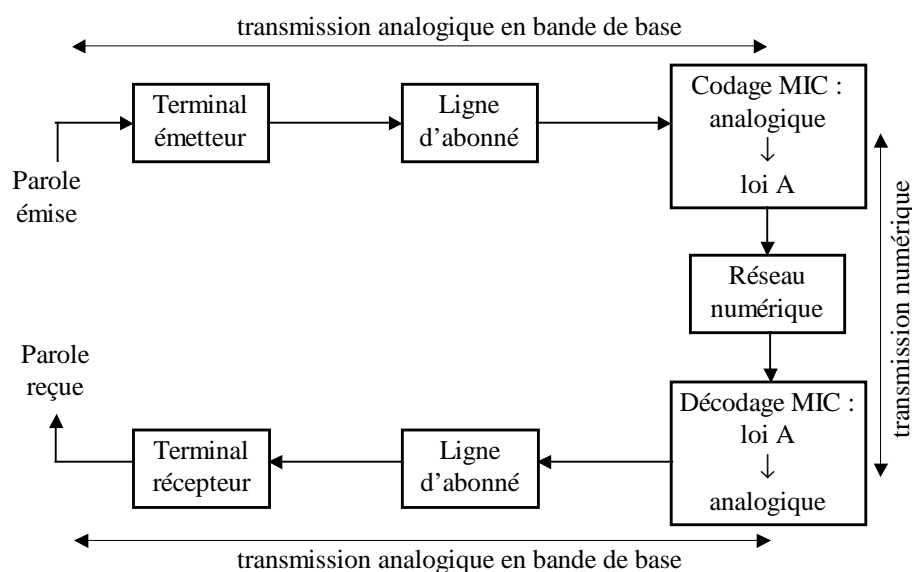 transmission analogique en bande de base
Terminal
émetteur
Ligne
d'abonné
Codage MIC :
analogique
↓
loi A
Parole
émise
transmission numérique
Réseau
numérique
Parole
reçue
Décodage MIC :
loi A
↓
analogique
Terminal
récepteur
Ligne
d'abonné
transmission analogique en bande de base